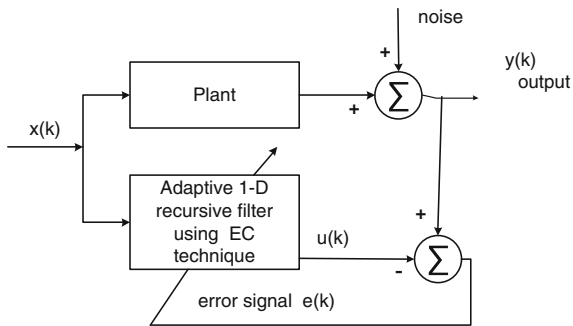 noise
+
y(k)
output
Plant
+
∑
x(k)
Adaptive 1-D
recursive filter
using EC
technique
u(k)
+
-
∑
error signal e(k)